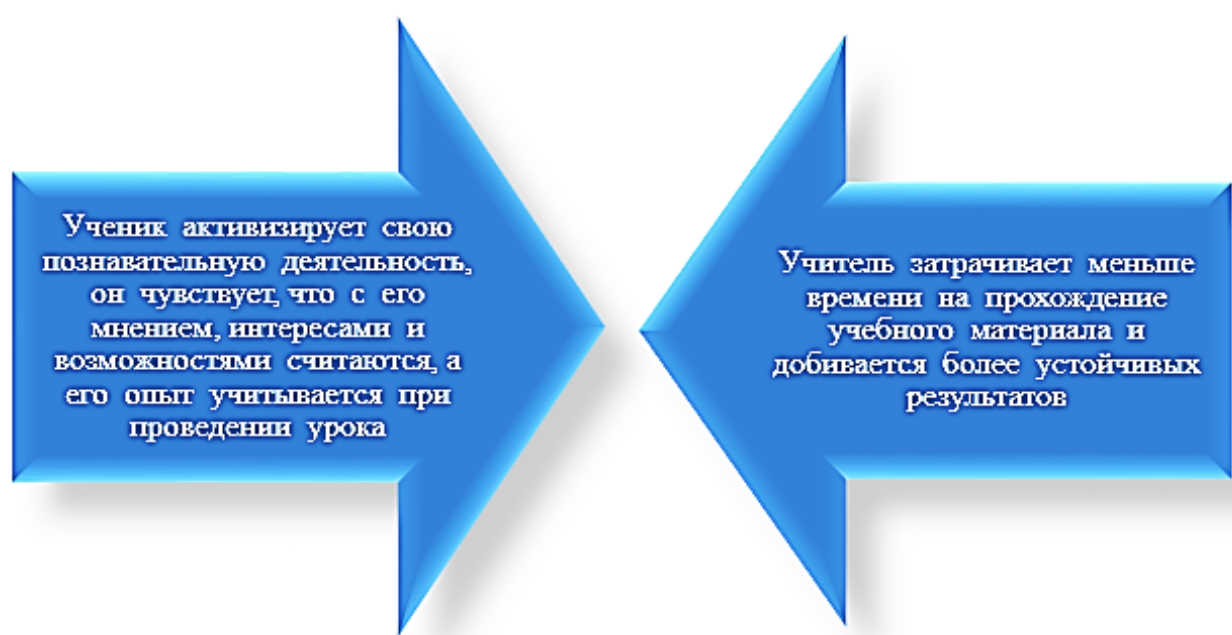 Ученик активизирует свою
познавательную деятельность,
он чувствует, что с его
мнением, интересами и
возможностями считаются, а
его опыт учитывается при
проведении урока
Учитель затрачивает меньше
времени на прохождение
учебного материала и
добивается более устойчивых
результатов